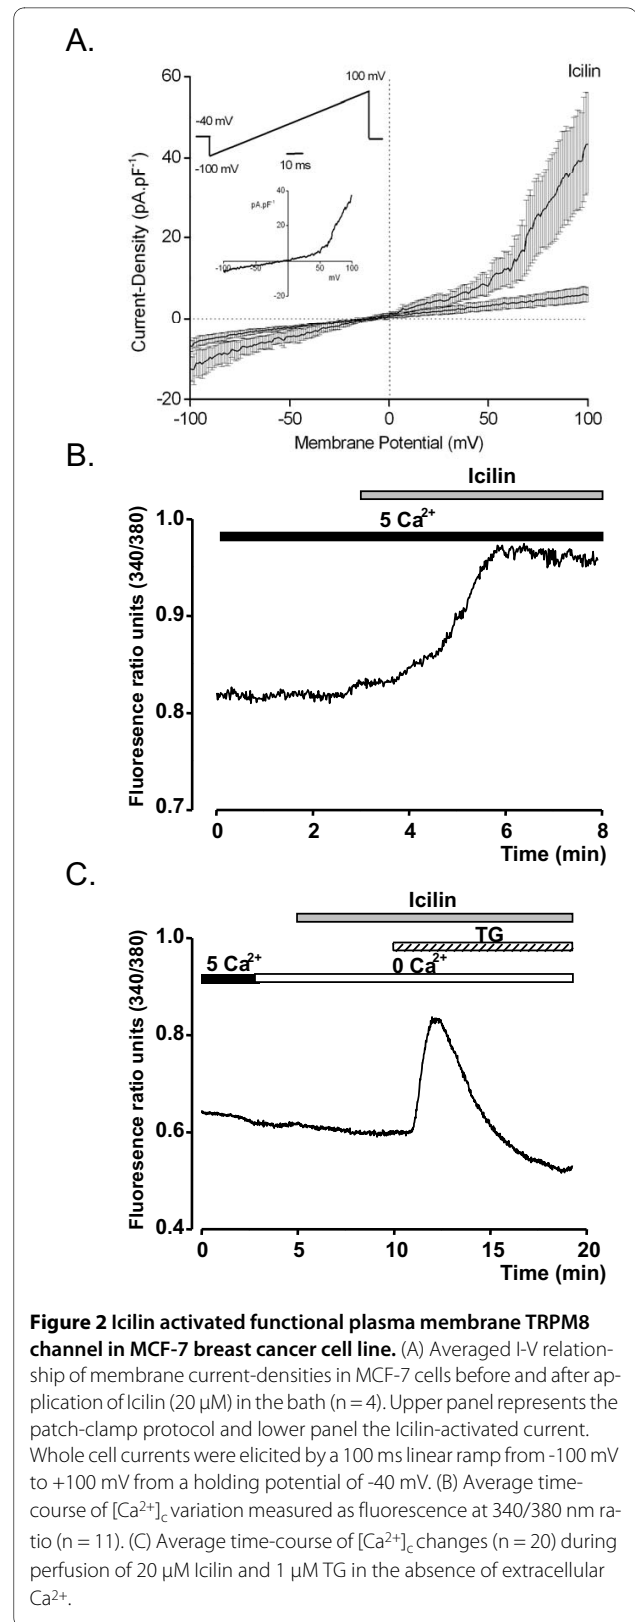 A.
Icilin
60
40
20
0
-20
Current-Density (pA.pF⁻¹)
-100
-50
0
50
100
Membrane Potential (mV)
100 mV
-40 mV
-100 mV
10 ms
40
pA.pF⁻¹
20
-100
-50
0
50
100
mV
-20
B.
Icilin
5 Ca²⁺
1.0
0.9
0.8
0.7
Fluoresence ratio units (340/380)
0
2
4
6
8
Time (min)
C.
Icilin
TG
5 Ca²⁺
0 Ca²⁺
1.0
0.8
0.6
0.4
Fluoresence ratio units (340/380)
0
5
10
15
20
Time (min)
Figure 2 Icilin activated functional plasma membrane TRPM8
channel in MCF-7 breast cancer cell line. (A) Averaged I-V relation-
ship of membrane current-densities in MCF-7 cells before and after ap-
plication of Icilin (20 μM) in the bath (n = 4). Upper panel represents the
patch-clamp protocol and lower panel the Icilin-activated current.
Whole cell currents were elicited by a 100 ms linear ramp from -100 mV
to +100 mV from a holding potential of -40 mV. (B) Average time-
course of [Ca²⁺]c variation measured as fluorescence at 340/380 nm ra-
tio (n = 11). (C) Average time-course of [Ca²⁺]c changes (n = 20) during
perfusion of 20 μM Icilin and 1 μM TG in the absence of extracellular
Ca²⁺.